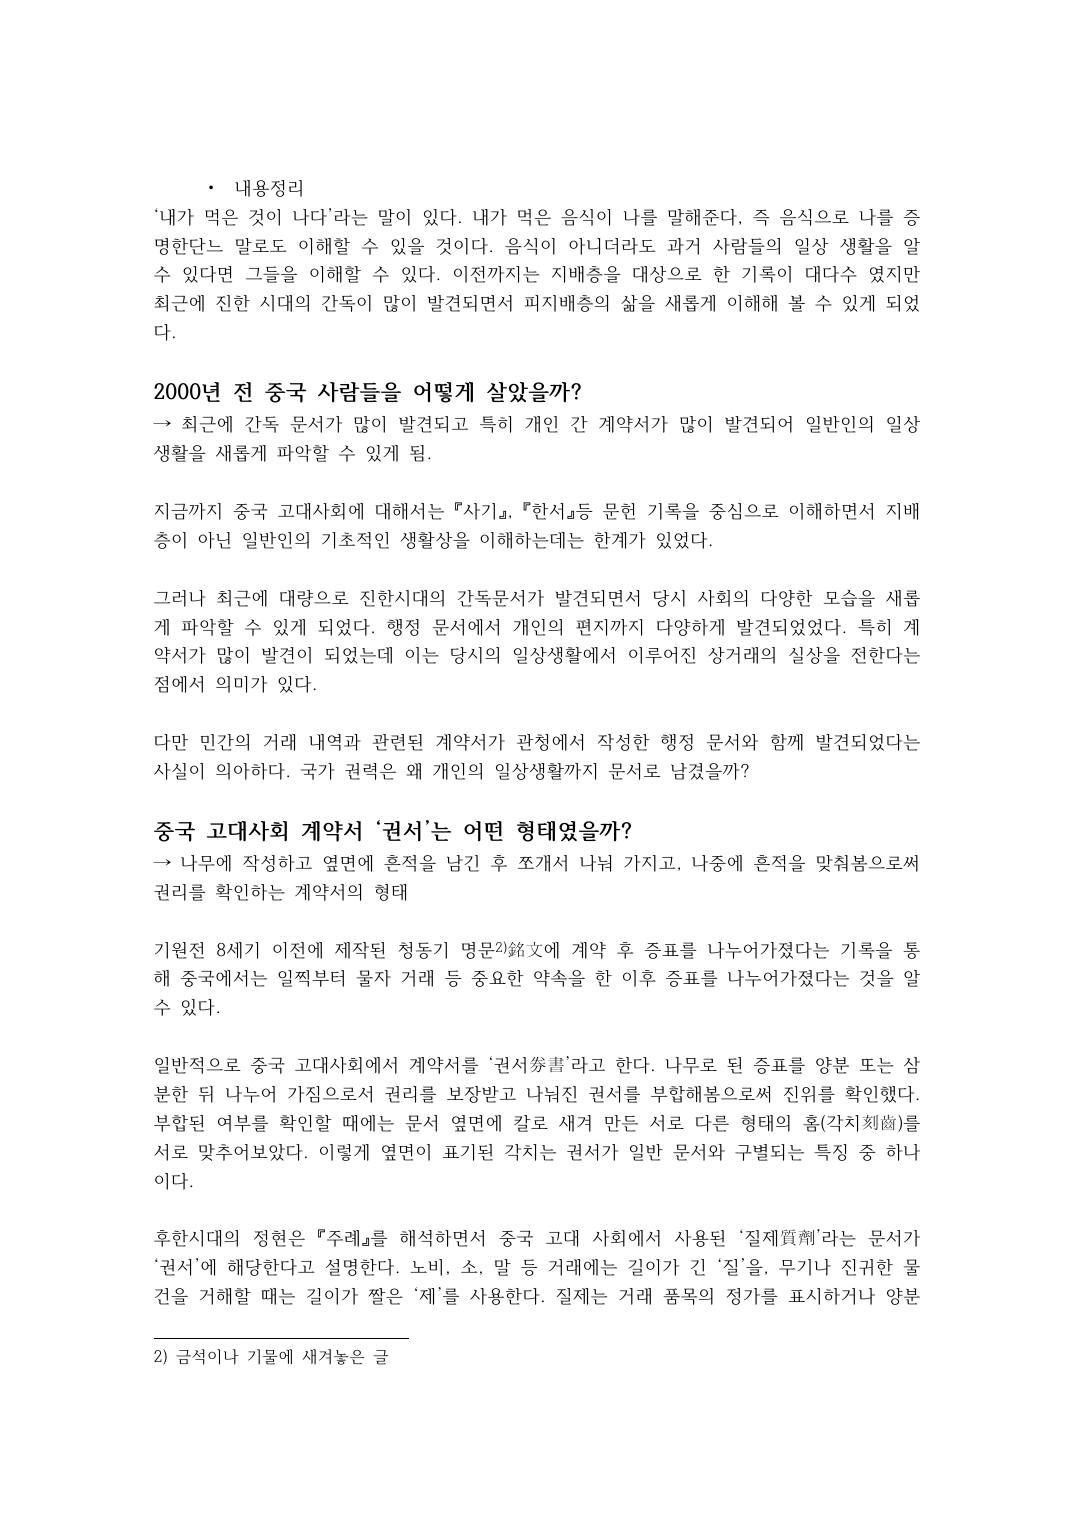 • 내용정리
‘내가 먹은 것이 나다’라는 말이 있다. 내가 먹은 음식이 나를 말해준다, 즉 음식으로 나를 증
명한단느 말로도 이해할 수 있을 것이다. 음식이 아니더라도 과거 사람들의 일상 생활을 알
수 있다면 그들을 이해할 수 있다. 이전까지는 지배층을 대상으로 한 기록이 대다수 였지만
최근에 진한 시대의 간독이 많이 발견되면서 피지배층의 삶을 새롭게 이해해 볼 수 있게 되었
다.
2000년 전 중국 사람들을 어떻게 살았을까?
→ 최근에 간독 문서가 많이 발견되고 특히 개인 간 계약서가 많이 발견되어 일반인의 일상
생활을 새롭게 파악할 수 있게 됨.
지금까지 중국 고대사회에 대해서는『사기』,『한서』등 문헌 기록을 중심으로 이해하면서 지배
층이 아닌 일반인의 기초적인 생활상을 이해하는데는 한계가 있었다.
그러나 최근에 대량으로 진한시대의 간독문서가 발견되면서 당시 사회의 다양한 모습을 새롭
게 파악할 수 있게 되었다. 행정 문서에서 개인의 편지까지 다양하게 발견되었었다. 특히 계
약서가 많이 발견이 되었는데 이는 당시의 일상생활에서 이루어진 상거래의 실상을 전한다는
점에서 의미가 있다.
다만 민간의 거래 내역과 관련된 계약서가 관청에서 작성한 행정 문서와 함께 발견되었다는
사실이 의아하다. 국가 권력은 왜 개인의 일상생활까지 문서로 남겼을까?
중국 고대사회 계약서 ‘권서’는 어떤 형태였을까?
→ 나무에 작성하고 옆면에 흔적을 남긴 후 쪼개서 나눠 가지고, 나중에 흔적을 맞춰봄으로써
권리를 확인하는 계약서의 형태
기원전 8세기 이전에 제작된 청동기 명문2)銘文에 계약 후 증표를 나누어가졌다는 기록을 통
해 중국에서는 일찍부터 물자 거래 등 중요한 약속을 한 이후 증표를 나누어가졌다는 것을 알
수 있다.
일반적으로 중국 고대사회에서 계약서를 ‘권서券書’라고 한다. 나무로 된 증표를 양분 또는 삼
분한 뒤 나누어 가짐으로서 권리를 보장받고 나눠진 권서를 부합해봄으로써 진위를 확인했다.
부합된 여부를 확인할 때에는 문서 옆면에 칼로 새겨 만든 서로 다른 형태의 홈(각치刻齒)를
서로 맞추어보았다. 이렇게 옆면이 표기된 각치는 권서가 일반 문서와 구별되는 특징 중 하나
이다.
후한시대의 정현은『주례』를 해석하면서 중국 고대 사회에서 사용된 ‘질제質劑’라는 문서가
‘권서’에 해당한다고 설명한다. 노비, 소, 말 등 거래에는 길이가 긴 ‘질’을, 무기나 진귀한 물
건을 거해할 때는 길이가 짤은 ‘제’를 사용한다. 질제는 거래 품목의 정가를 표시하거나 양분
2) 금석이나 기물에 새겨놓은 글